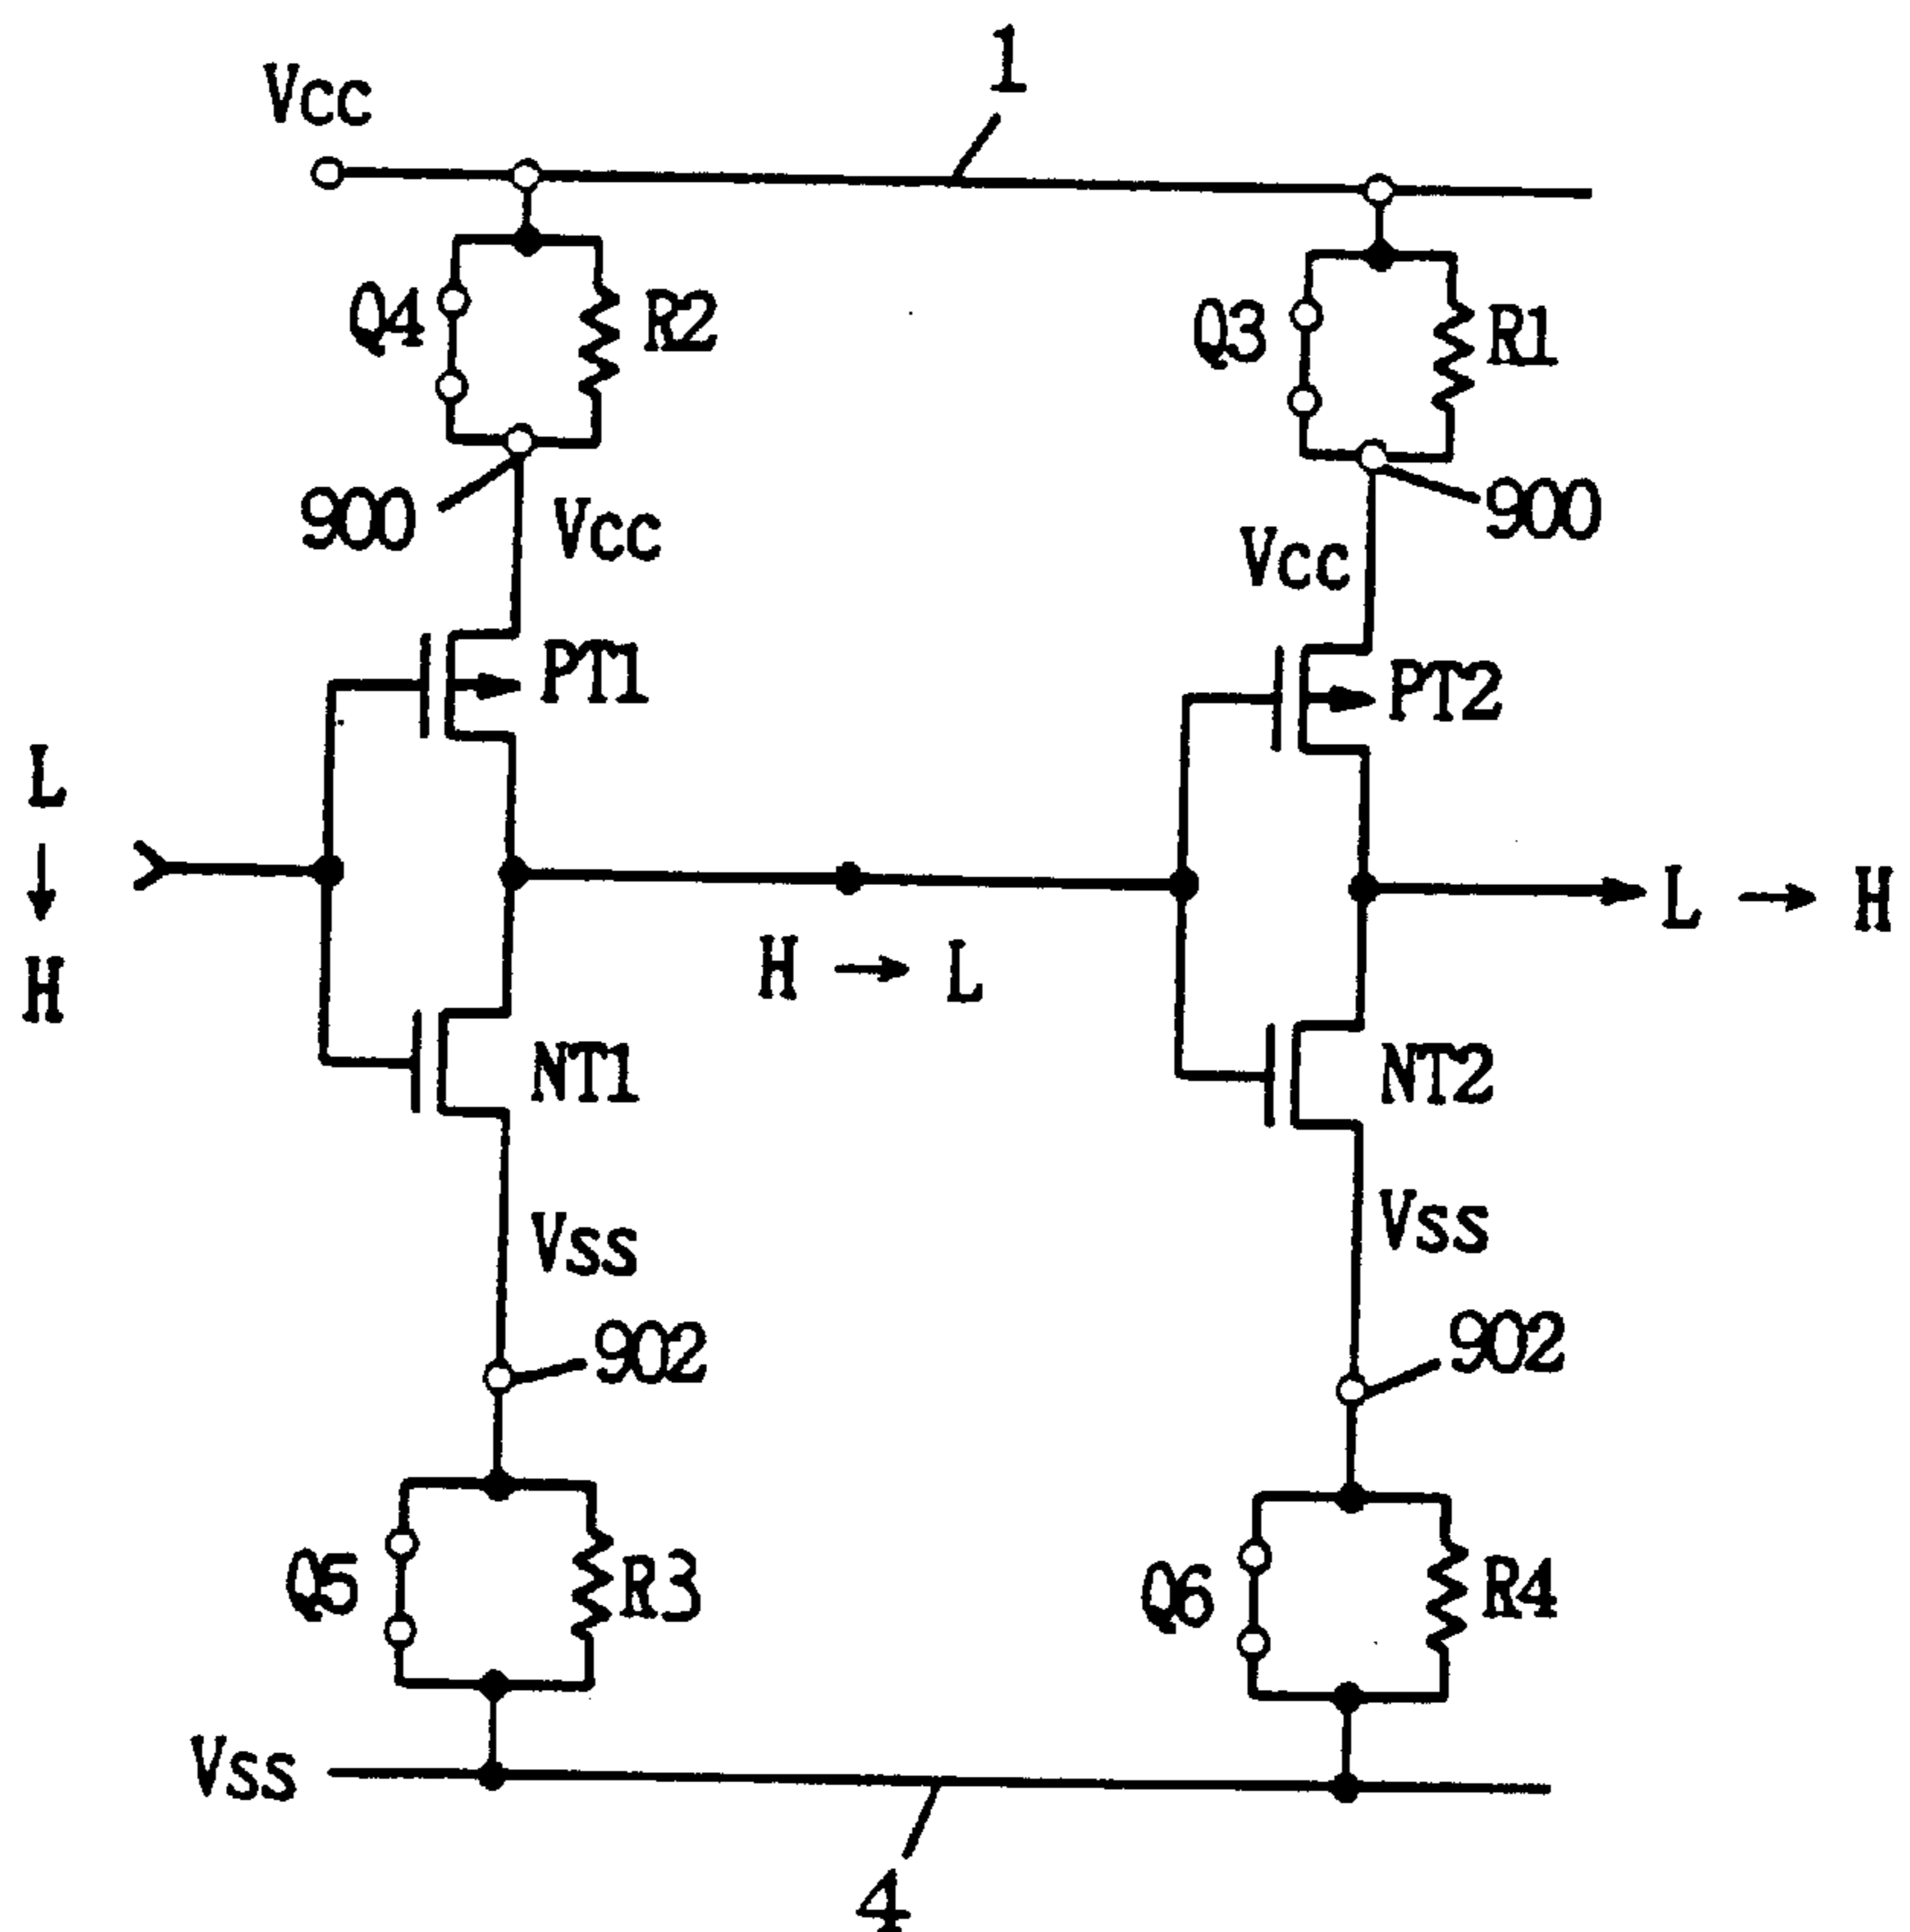 1
Vcc
Q4
R2
Q3
R1
900
Vcc
Vcc
900
PT1
PT2
L
H
H → L
L → H
NT1
NT2
Vss
Vss
902
902
Q5
R3
Q6
R4
Vss
4